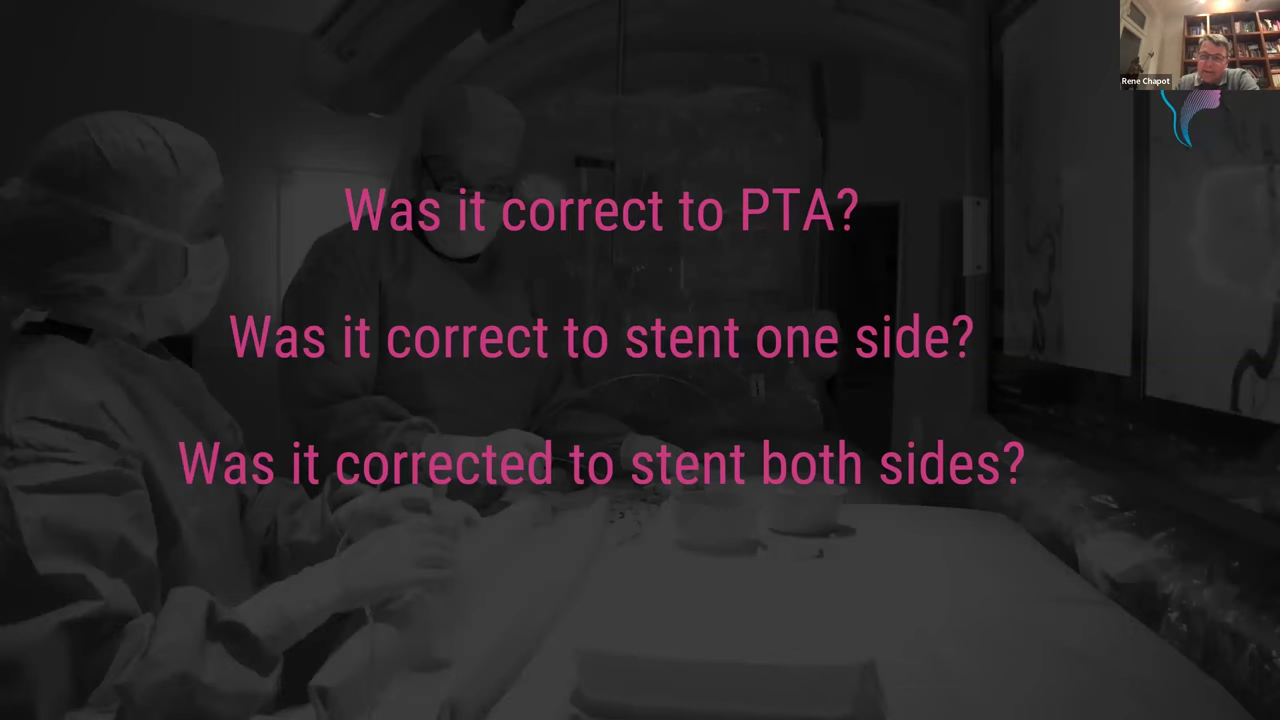 Rene Chapot
Was it correct to PTA?
Was it correct to stent one side?
Was it corrected to stent both sides?